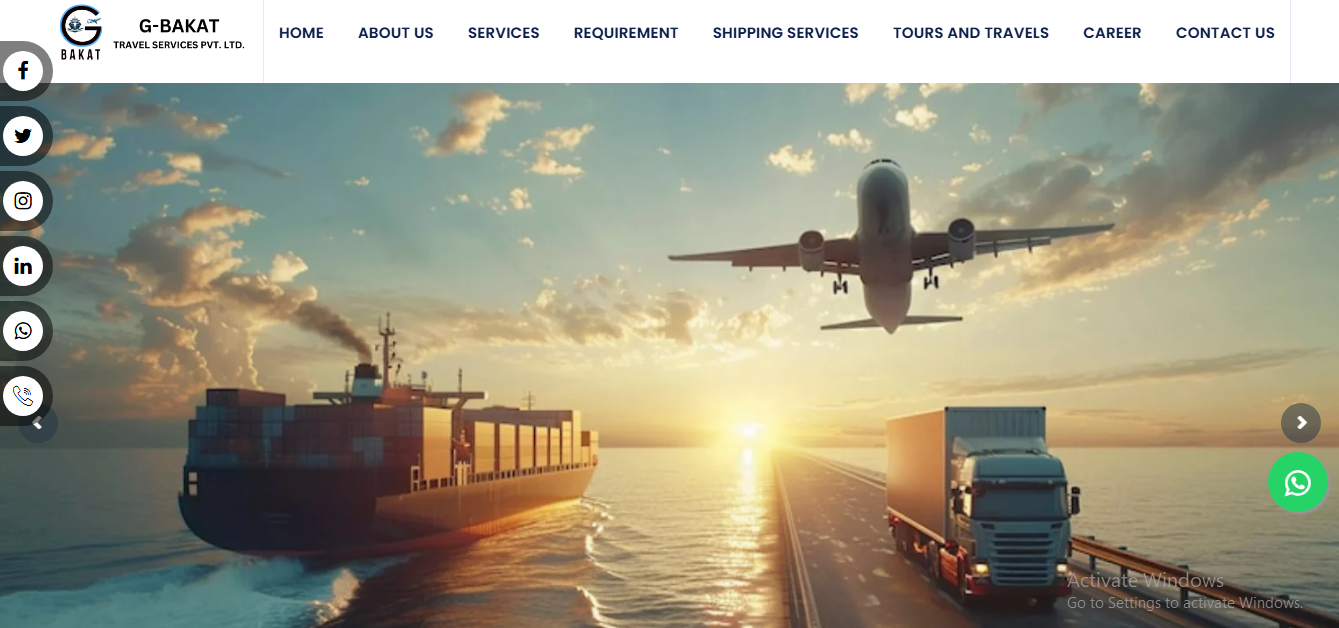 G-BAKAT
TRAVEL SERVICES PVT. LTD.
BAKAT
HOME
ABOUT US
SERVICES
REQUIREMENT
SHIPPING SERVICES
TOURS AND TRAVELS
CAREER
CONTACT US
Activate Windows
Go to Settings to activate Windows.